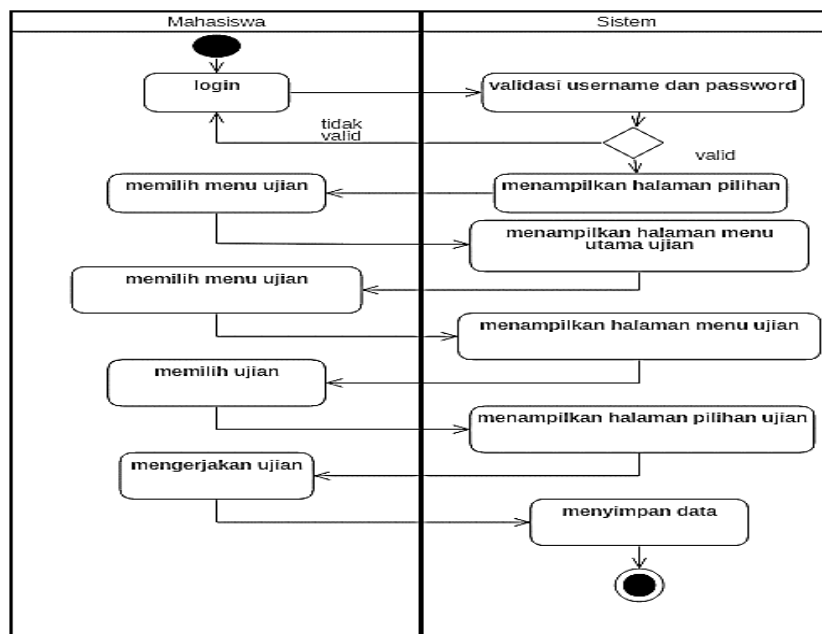 Mahasiswa
Sistem
login
validasi username dan password
tidak
valid
valid
memilih menu ujian
menampilkan halaman pilihan
menampilkan halaman menu
utama ujian
memilih menu ujian
menampilkan halaman menu ujian
memilih ujian
menampilkan halaman pilihan ujian
mengerjakan ujian
menyimpan data